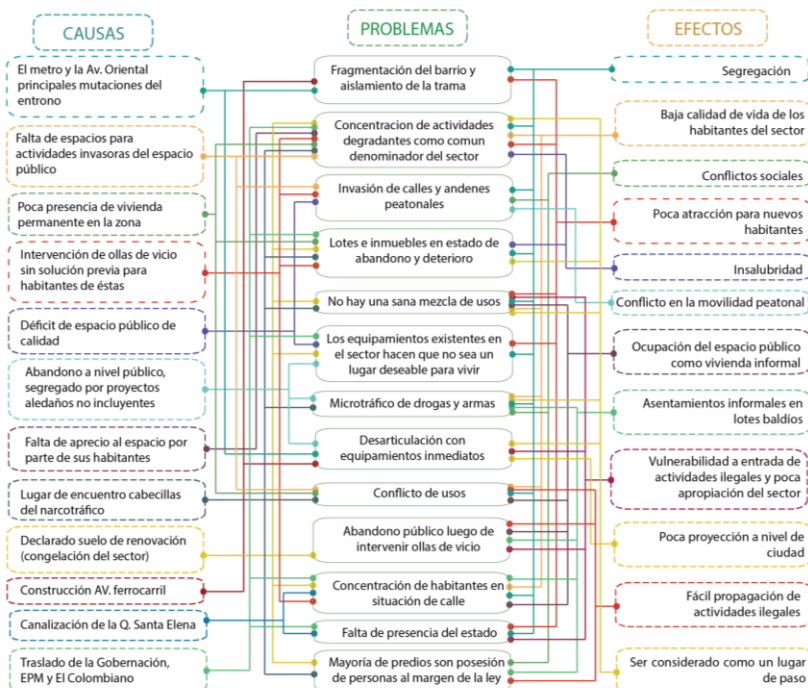 CAUSAS
El metro y la Av. Oriental
principales mutaciones del
entrono
Falta de espacios para
actividades invasoras del espacio
público
Poca presencia de vivienda
permanente en la zona
Intervención de ollas de vicio
sin solución previa para
habitantes de éstas
Déficit de espacio público de
calidad
Abandono a nivel público,
segregado por proyectos
aledaños no incluyentes
Falta de aprecio al espacio por
parte de sus habitantes
Lugar de encuentro cabecillas
del narcotráfico
Declarado suelo de renovación
(congelación del sector)
Construcción AV. ferrocarril
Canalización de la Q. Santa Elena
Traslado de la Gobernación,
EPM y El Colombiano
PROBLEMAS
Fragmentación del barrio y
aislamiento de la trama
Concentracion de actividades
degradantes como comun
denominador del sector
Invasión de calles y andenes
peatonales
Lotes e inmuebles en estado de
abandono y deterioro
No hay una sana mezcla de usos
Los equipamientos existentes en
el sector hacen que no sea un
lugar deseable para vivir
Microtráfico de drogas y armas
Desarticulación con
equipamientos inmediatos
Conflicto de usos
Abandono público luego de
intervenir ollas de vicio
Concentración de habitantes en
situación de calle
Falta de presencia del estado
Mayoría de predios son posesión
de personas al margen de la ley
EFECTOS
Segregación
Baja calidad de vida de los
habitantes del sector
Conflictos sociales
Poca atracción para nuevos
habitantes
Insalubridad
Conflicto en la movilidad peatonal
Ocupación del espacio público
como vivienda informal
Asentamientos informales en
lotes baldíos
Vulnerabilidad a entrada de
actividades ilegales y poca
apropiación del sector
Poca proyección a nivel de
ciudad
Fácil propagación de
actividades ilegales
Ser considerado como un lugar
de paso